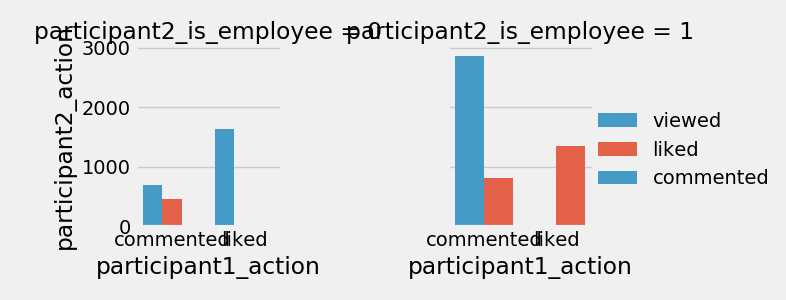 participant2_is_employee = 0
participant2_is_employee = 1
participant2_action
3000
2000
1000
0
commented
liked
participant1_action
commented
liked
participant1_action
viewed
liked
commented